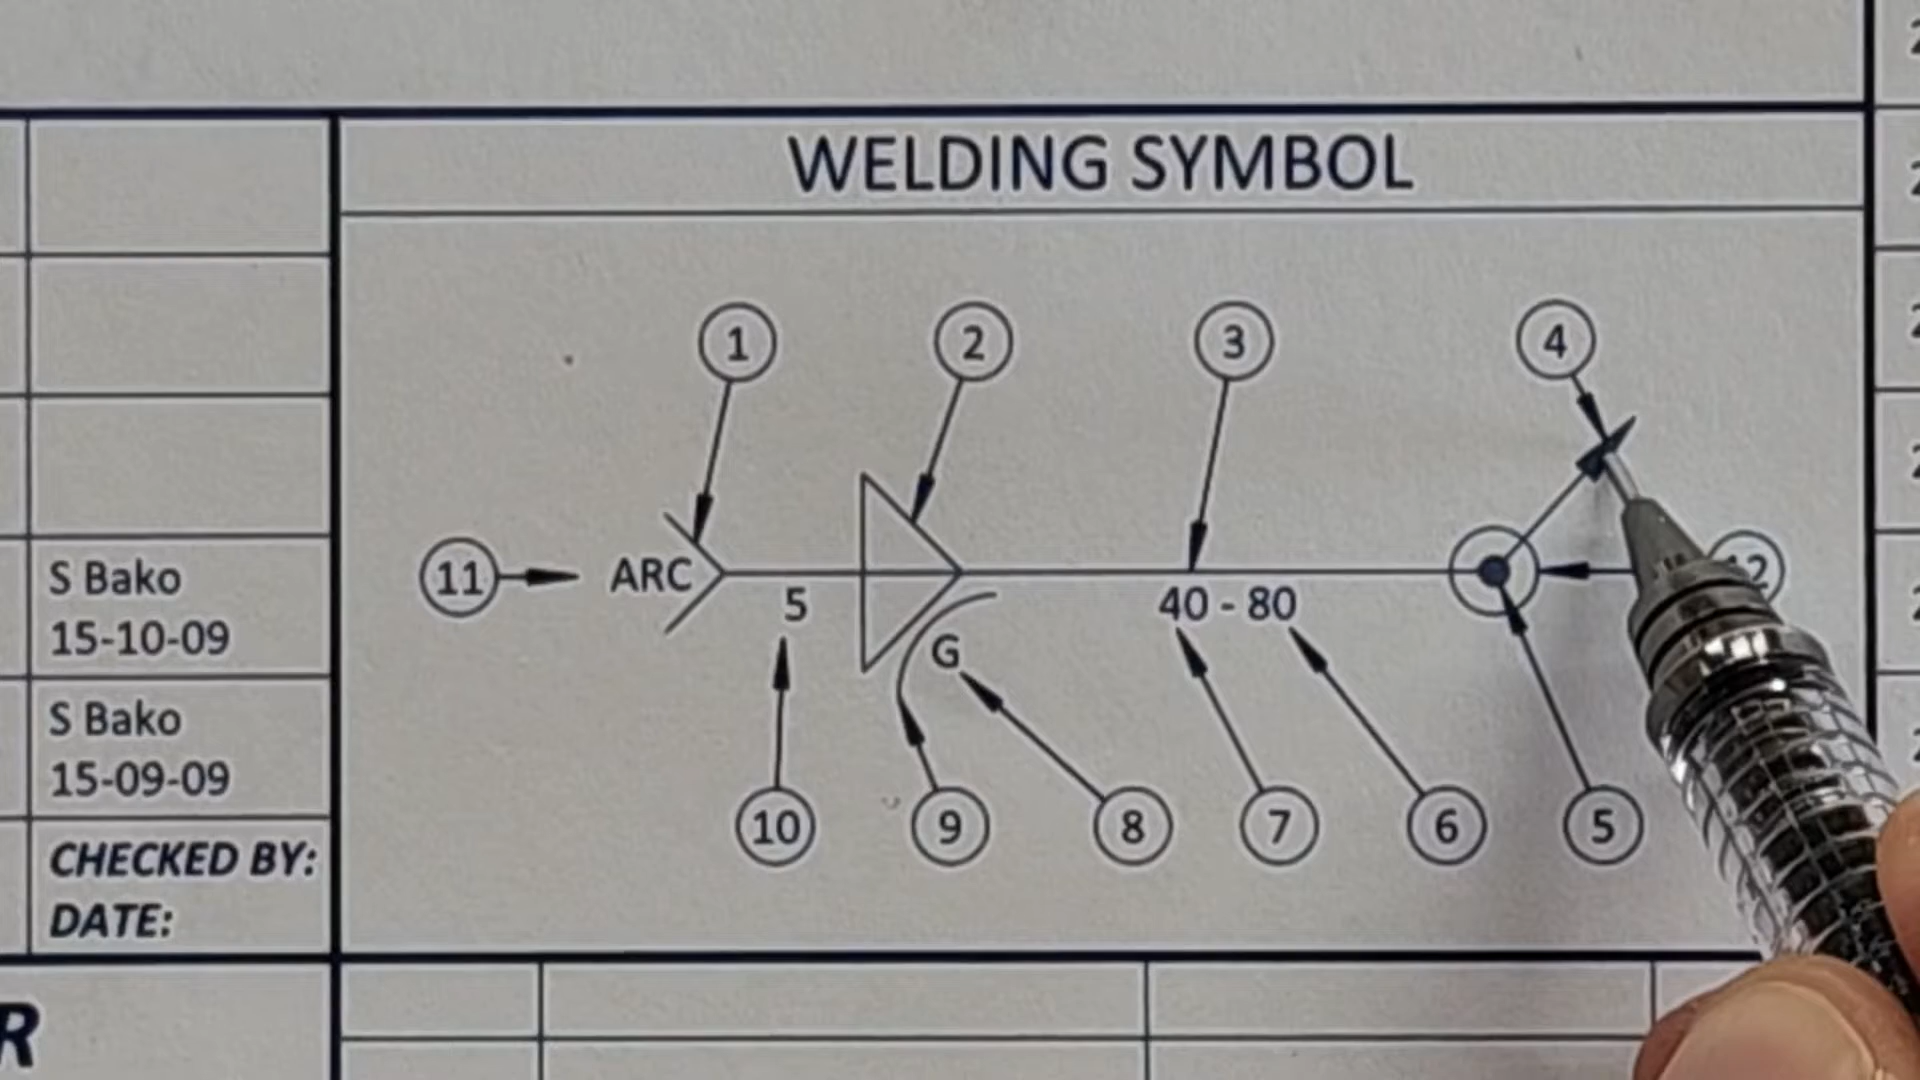 WELDING SYMBOL
1
2
3
4
11
ARC
5
G
40 - 80
S Bako
15-10-09
S Bako
15-09-09
10
9
8
7
6
5
CHECKED BY:
DATE: